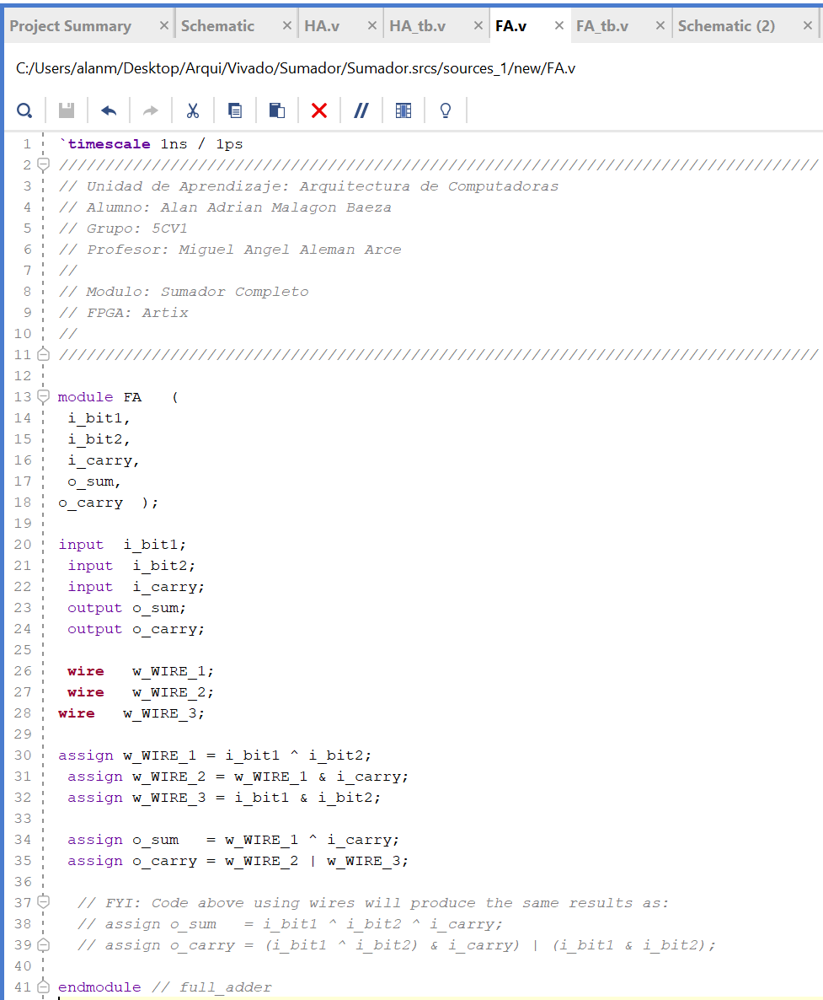 Project Summary × Schematic × HA.v × HA_tb.v × FA.v × FA_tb.v × Schematic (2) ×
C:/Users/alanm/Desktop/Arqui/Vivado/Sumador/Sumador.srcs/sources_1/new/FA.v
1 `timescale 1ns / 1ps
2 //////////////////////////////////////////////////////////////////////////////////
3 // Unidad de Aprendizaje: Arquitectura de Computadoras
4 // Alumno: Alan Adrian Malagon Baeza
5 // Grupo: 5CV1
6 // Profesor: Miguel Angel Aleman Arce
7 //
8 // Modulo: Sumador Completo
9 // FPGA: Artix
10 //
11 //////////////////////////////////////////////////////////////////////////////////
12
13 module FA   (
14  i_bit1,
15  i_bit2,
16  i_carry,
17  o_sum,
18 o_carry  );
19
20 input  i_bit1;
21  input  i_bit2;
22  input  i_carry;
23  output o_sum;
24  output o_carry;
25
26  wire   w_WIRE_1;
27  wire   w_WIRE_2;
28 wire   w_WIRE_3;
29
30 assign w_WIRE_1 = i_bit1 ^ i_bit2;
31  assign w_WIRE_2 = w_WIRE_1 & i_carry;
32  assign w_WIRE_3 = i_bit1 & i_bit2;
33
34  assign o_sum   = w_WIRE_1 ^ i_carry;
35  assign o_carry = w_WIRE_2 | w_WIRE_3;
36
37   // FYI: Code above using wires will produce the same results as:
38   // assign o_sum   = i_bit1 ^ i_bit2 ^ i_carry;
39   // assign o_carry = (i_bit1 ^ i_bit2) & i_carry) | (i_bit1 & i_bit2);
40
41 endmodule // full_adder